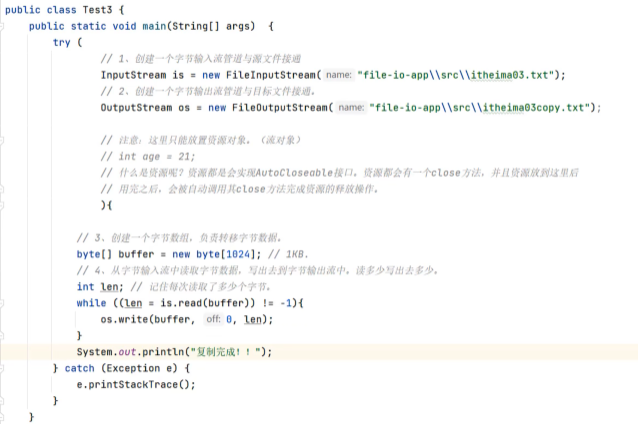 public class Test3 {
public static void main(String[] args) {
try (
// 1、创建一个字节输入流管道与源文件接通
InputStream is = new FileInputStream( name: "file-io-app\\src\\itheima03.txt");
// 2、创建一个字节输出流管道与目标文件接通。
OutputStream os = new FileOutputStream( name: "file-io-app\\src\\itheima03copy.txt");
// 注意：这里只能放置资源对象。（流对象）
// int age = 21;
// 什么是资源呢？资源都是会实现AutoCloseable接口。资源都会有一个close方法，并且资源放到这里后
// 用完之后，会被自动调用其close方法完成资源的释放操作。
){
// 3、创建一个字节数组，负责转移字节数据。
byte[] buffer = new byte[1024]; // 1KB.
// 4、从字节输入流中读取字节数据，写出去到字节输出流中。读多少写出去多少。
int len; // 记住每次读取了多少个字节。
while ((len = is.read(buffer)) != -1){
os.write(buffer, off: 0, len);
}
System.out.println("复制完成！！");
} catch (Exception e) {
e.printStackTrace();
}
}